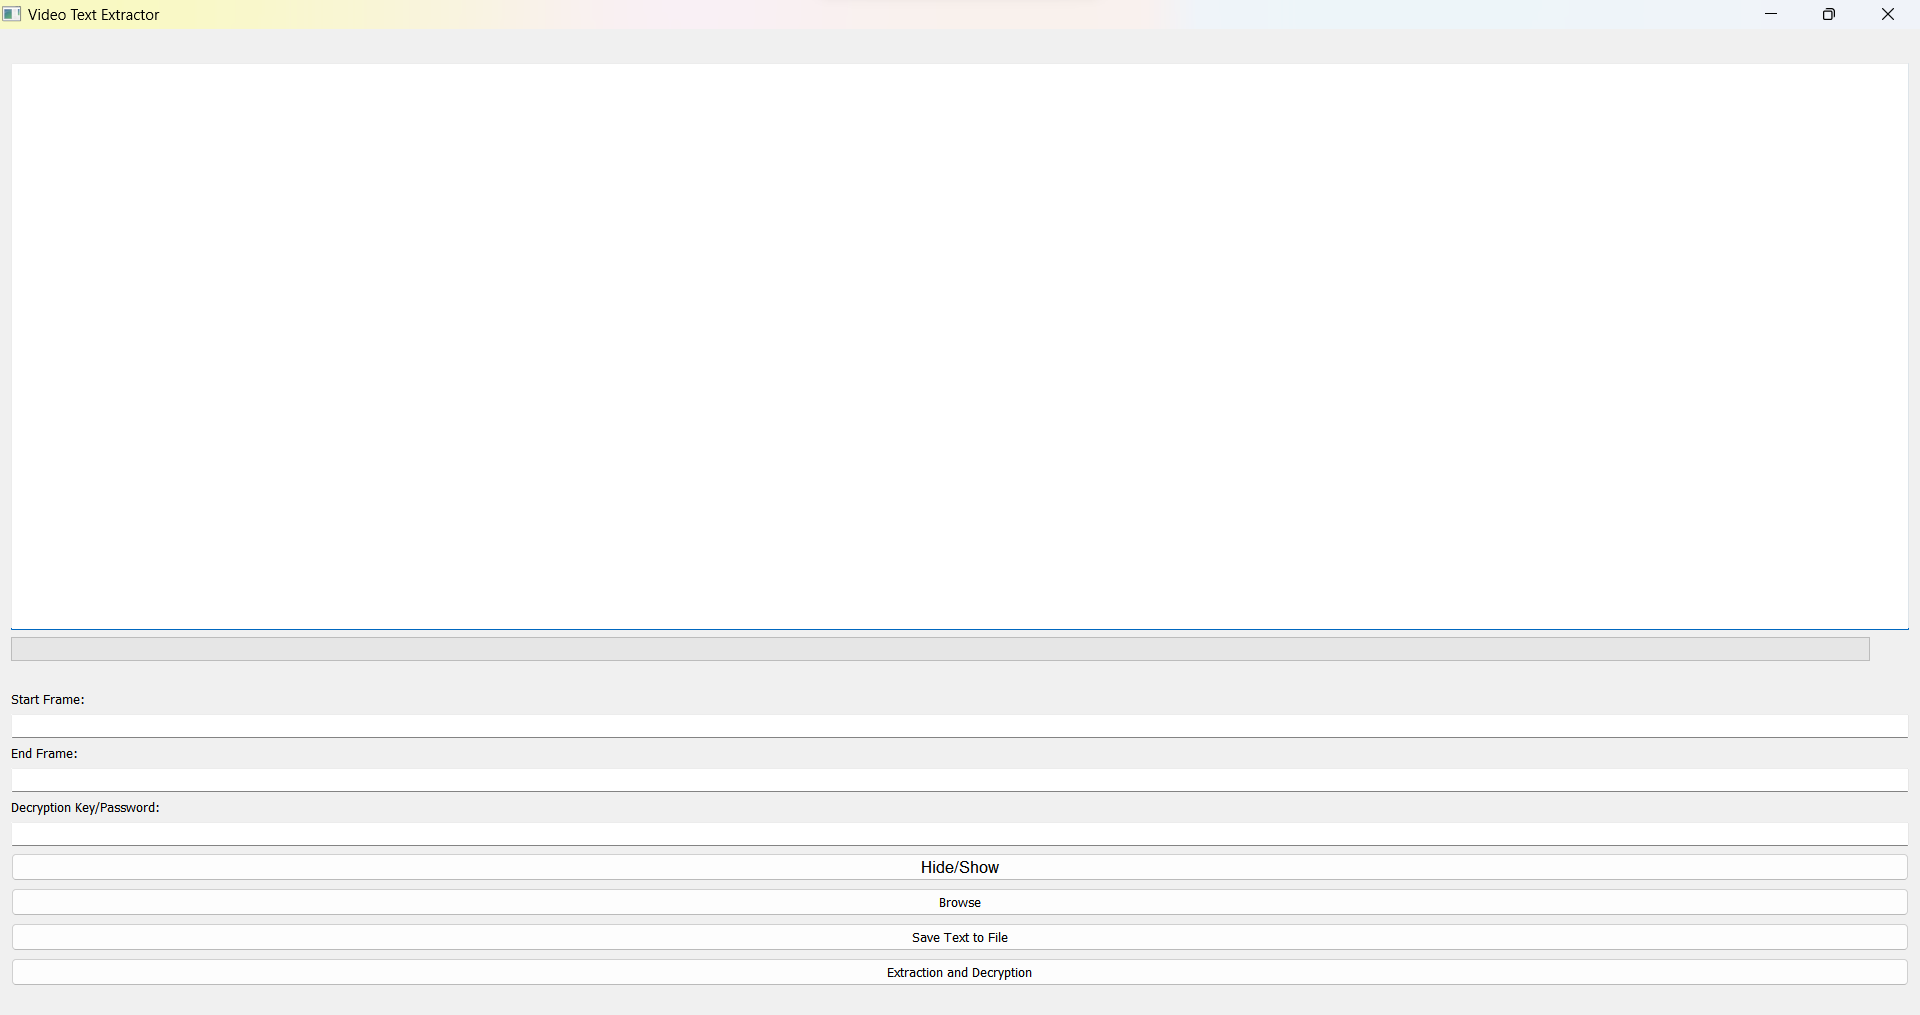 Video Text Extractor
Start Frame:
End Frame:
Decryption Key/Password:
Hide/Show
Browse
Save Text to File
Extraction and Decryption